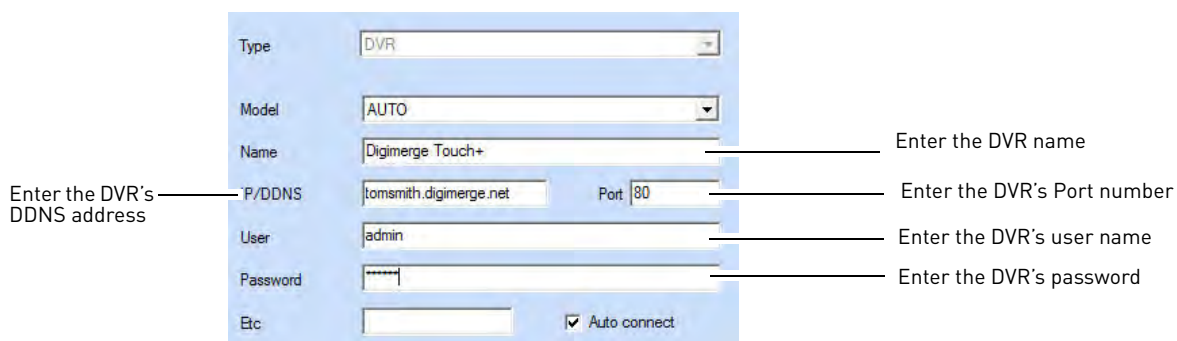 Type DVR
Model AUTO
Name Digimerge Touch+
Enter the DVR name
Enter the DVR's
DDNS address
IP/DDNS tomsmith.digimerge.net Port 80
Enter the DVR's Port number
User admin
Enter the DVR's user name
Password ******
Enter the DVR's password
Etc Auto connect